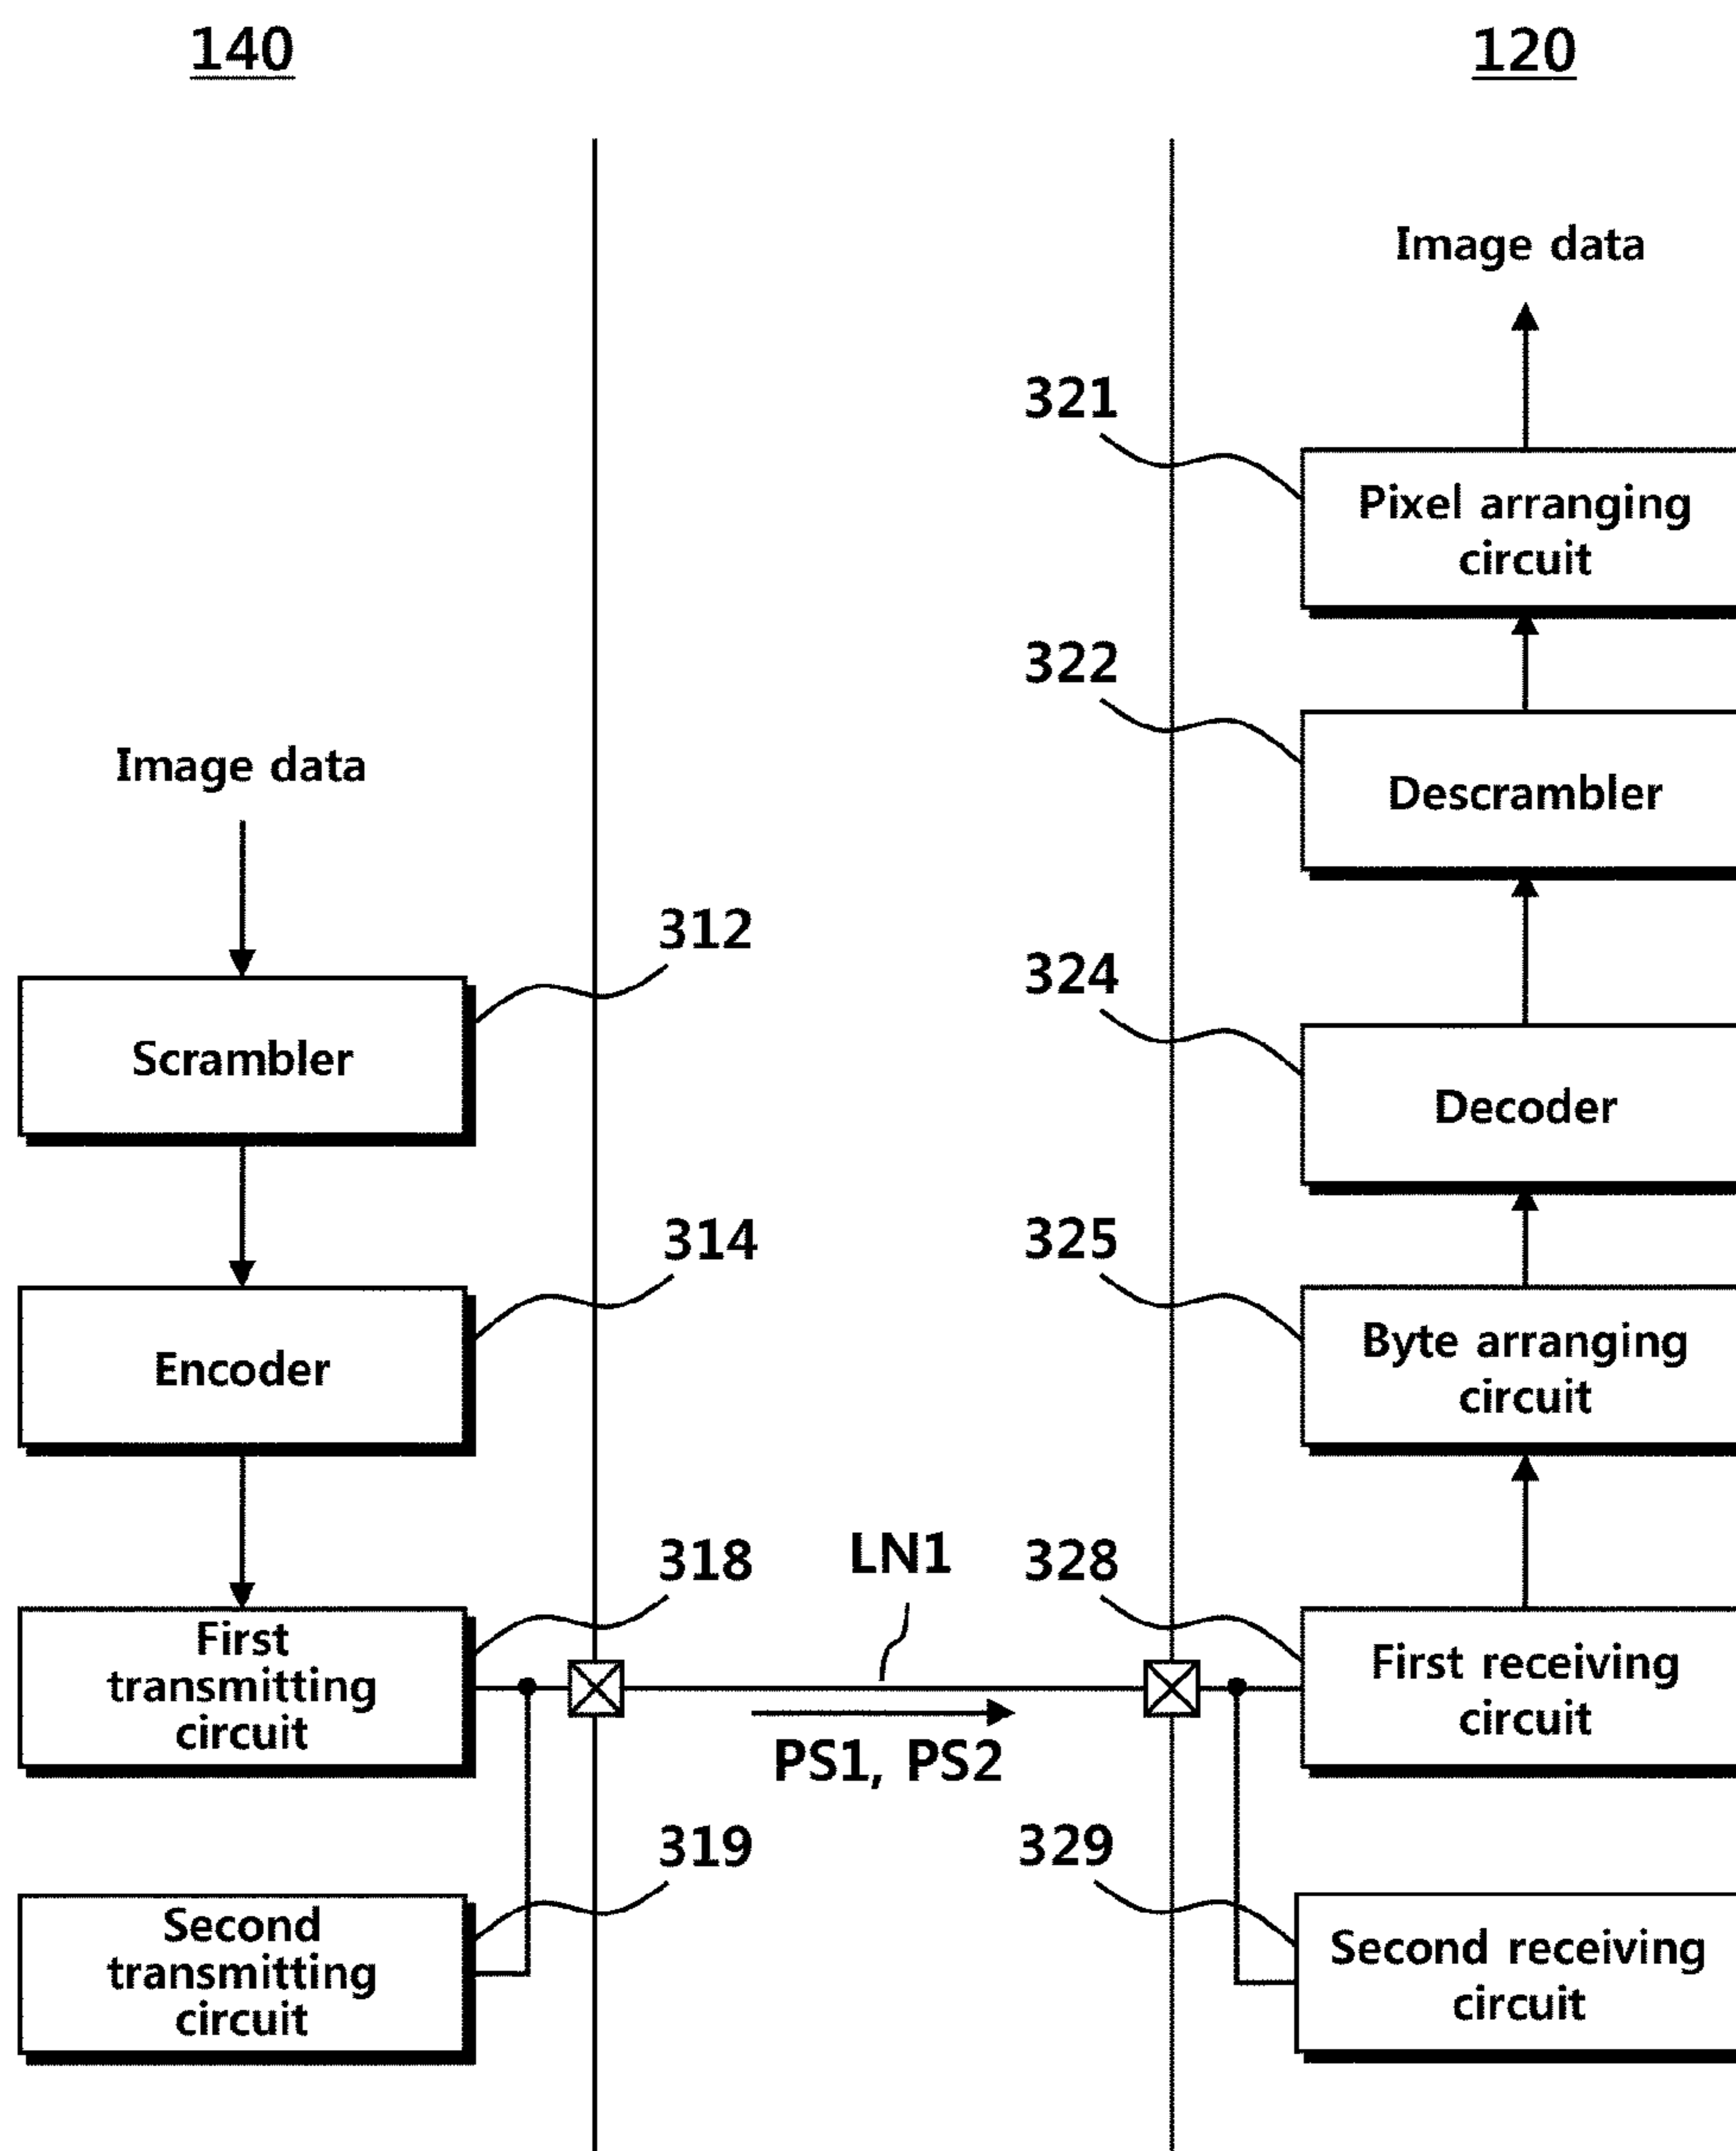 140
120
Image data
321
Pixel arranging
circuit
322
Descrambler
Image data
312
324
Scrambler
Decoder
314
325
Encoder
Byte arranging
circuit
318
LN1
328
First
transmitting
circuit
First receiving
circuit
PS1, PS2
319
329
Second
transmitting
circuit
Second receiving
circuit